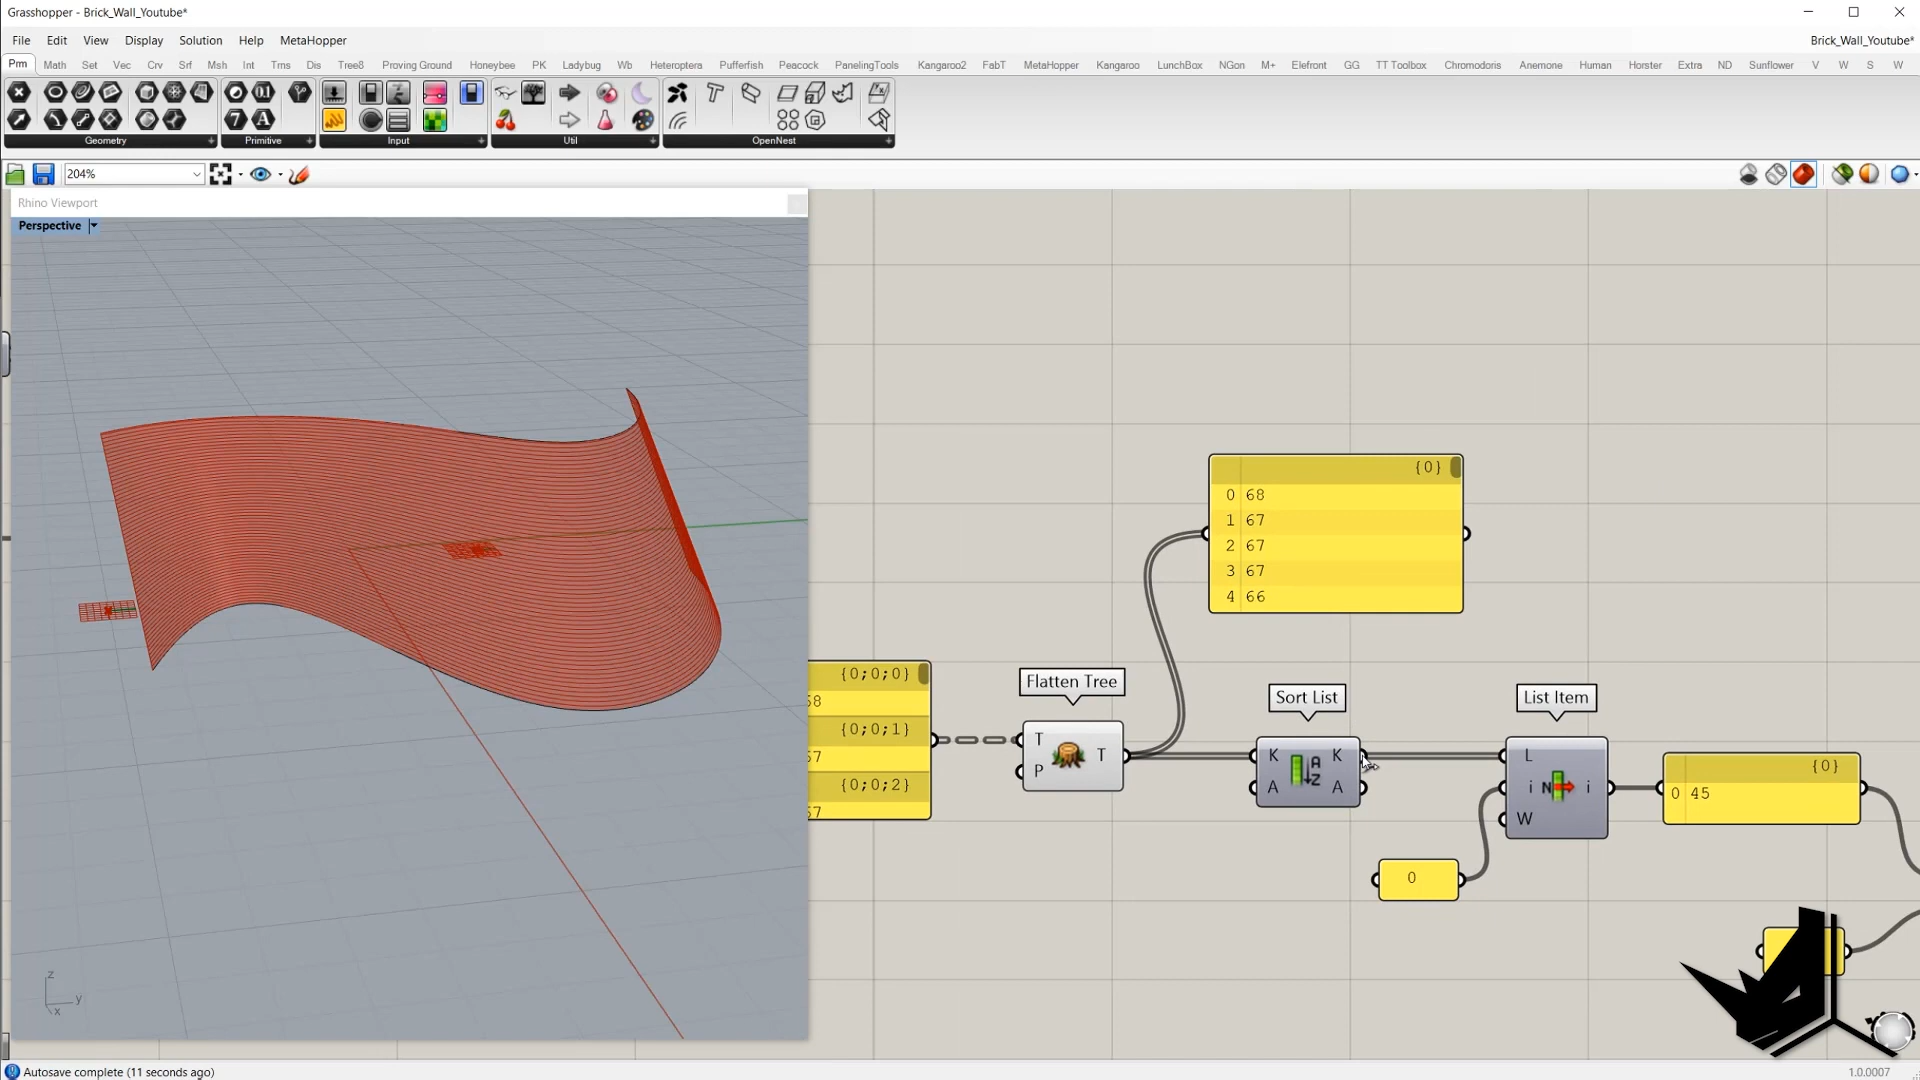 Grasshopper - Brick_Wall_Youtube*
File Edit View Display Solution Help MetaHopper Brick_Wall_Youtube*
Prm Math Set Vec Crv Srf Msh Int Trns Dis Tree8 Proving Ground Honeybee PK Ladybug Wb Heteroptera Pufferfish Peacock PanelingTools Kangaroo2 FabT MetaHopper Kangaroo LunchBox NGon M+ Elefront GG TT Toolbox Chromodoris Anemone Human Horster Extra ND Sunflower V W S W
Geometry Primitive Input Util OpenNest
204%
Rhino Viewport
Perspective
{0}
0 68
1 67
2 67
3 67
4 66
{0;0;0}
{0;0;1}
{0;0;2}
Flatten Tree
T
P
T
Sort List
K K
A A
List Item
L
i N i
W
{0}
0 45
0
z
y
x
Autosave complete (11 seconds ago) 1.0.0007